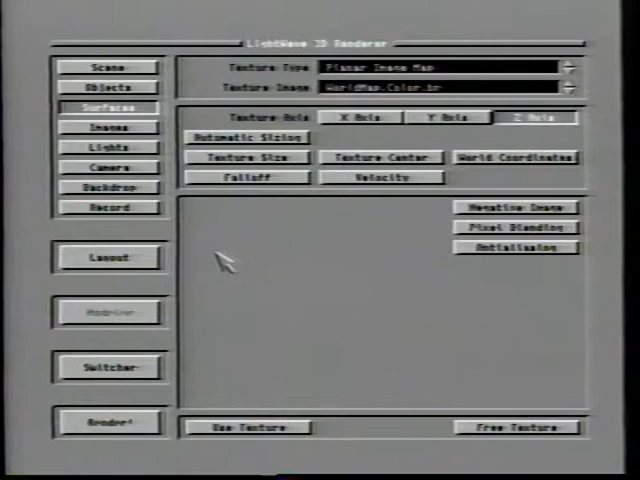 LightWave 3D Renderer
Scene
Objects
Surfaces
Images
Lights
Camera
Backdrop
Record
Layout
Modeler
Switcher
Render!
Texture Type Planar Image Map
Texture Image WorldMap.Color.br
Texture Axis X Axis Y Axis Z Axis
Automatic Sizing
Texture Size Texture Center World Coordinates
Falloff Velocity
Negative Image
Pixel Blending
Antialiasing
Use Texture Free Texture